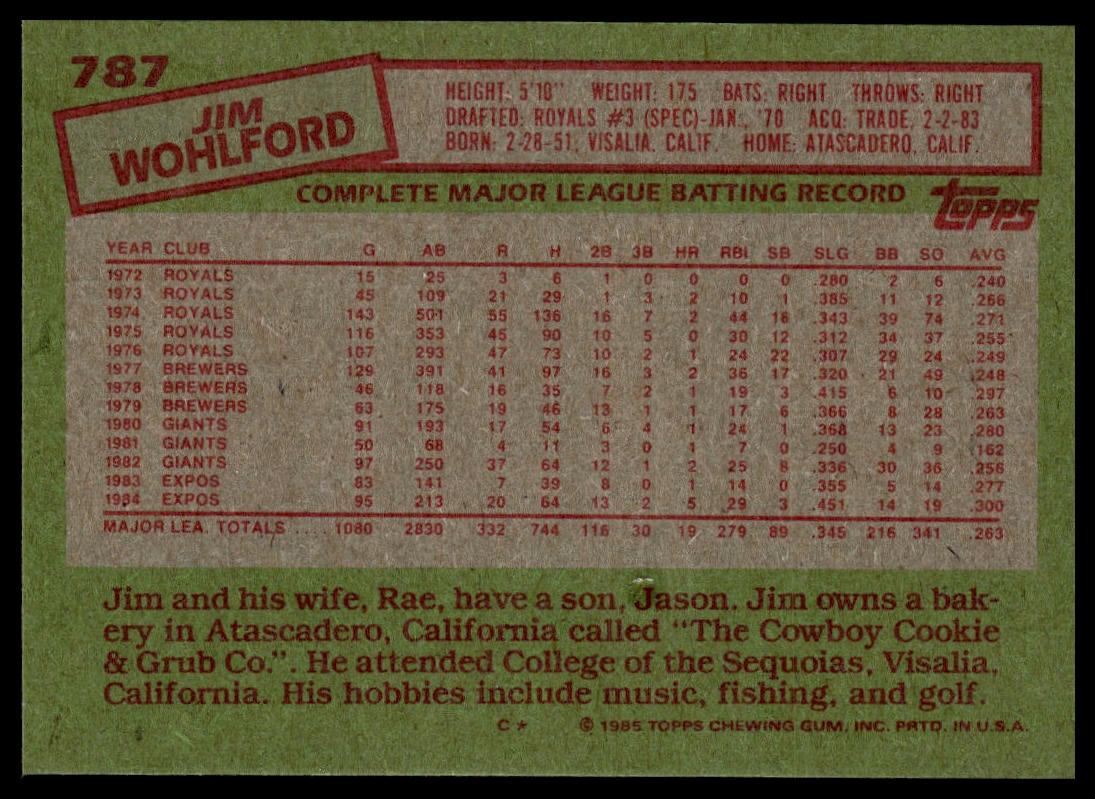 787
JIM
WOHLFORD
HEIGHT: 5'10" WEIGHT: 175 BATS: RIGHT THROWS: RIGHT
DRAFTED: ROYALS #3 (SPEC)-JAN., '70 ACQ: TRADE, 2-2-83
BORN: 2-28-51, VISALIA, CALIF. HOME: ATASCADERO, CALIF.
COMPLETE MAJOR LEAGUE BATTING RECORD
topps
YEAR CLUB G AB R H 2B 3B HR RBI SB SLG BB SO AVG
1972 ROYALS 15 25 3 6 1 0 0 0 0 .280 2 6 .240
1973 ROYALS 45 109 21 29 1 3 2 10 1 .385 11 12 .266
1974 ROYALS 143 501 55 136 16 7 2 44 16 .343 39 74 .271
1975 ROYALS 116 353 45 90 10 5 0 30 12 .312 34 37 .255
1976 ROYALS 107 293 47 73 10 2 1 24 22 .307 29 24 .249
1977 BREWERS 129 391 41 97 16 3 2 36 17 .320 21 49 .248
1978 BREWERS 46 118 16 35 7 2 1 19 3 .415 6 10 .297
1979 BREWERS 63 175 19 46 13 1 1 17 6 .366 8 28 .263
1980 GIANTS 91 193 17 54 6 4 1 24 1 .368 13 23 .280
1981 GIANTS 50 68 4 11 3 0 1 7 0 .250 4 9 .162
1982 GIANTS 97 250 37 64 12 1 2 25 8 .336 30 36 .256
1983 EXPOS 83 141 7 39 8 0 1 14 0 .355 5 14 .277
1984 EXPOS 95 213 20 64 13 2 5 29 3 .451 14 19 .300
MAJOR LEA. TOTALS .... 1080 2830 332 744 116 30 19 279 89 .345 216 341 .263
Jim and his wife, Rae, have a son, Jason. Jim owns a bak-
ery in Atascadero, California called "The Cowboy Cookie
& Grub Co.". He attended College of the Sequoias, Visalia,
California. His hobbies include music, fishing, and golf.
C* © 1985 TOPPS CHEWING GUM, INC. PRTD. IN U.S.A.